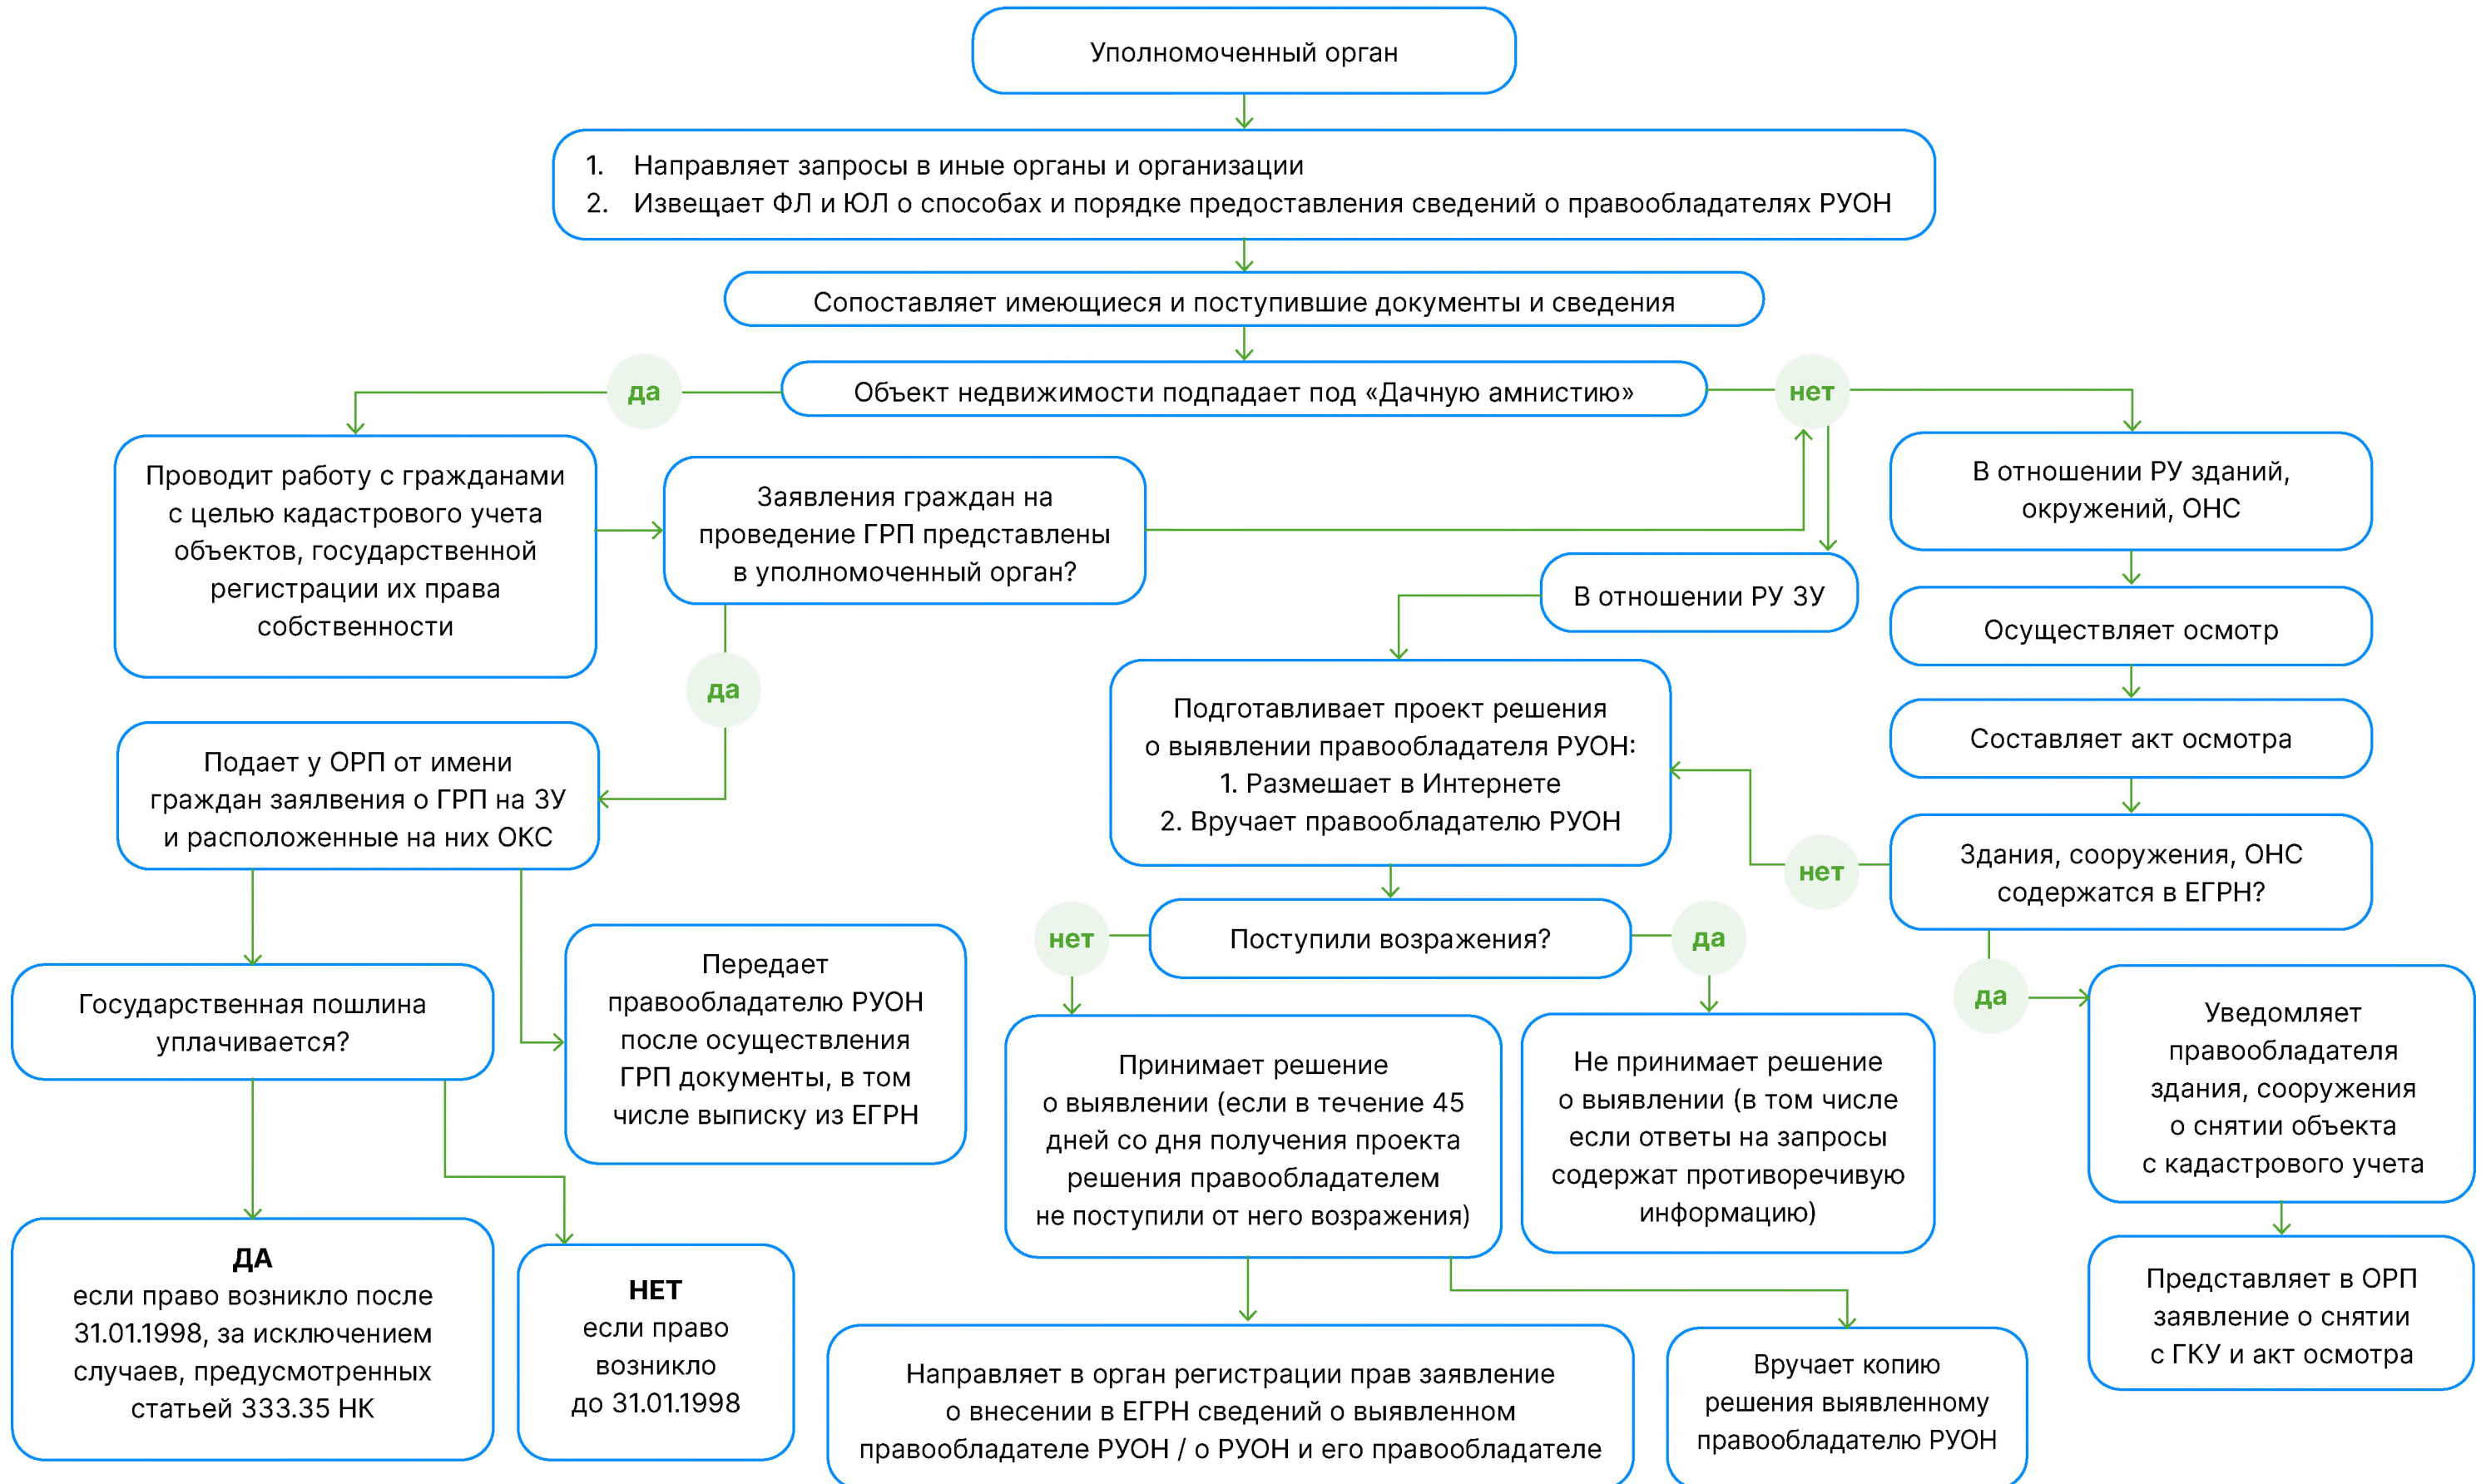 Уполномоченный орган
1. Направляет запросы в иные органы и организации
2. Извещает ФЛ и ЮЛ о способах и порядке предоставления сведений о правообладателях РУОН
Сопоставляет имеющиеся и поступившие документы и сведения
да
Объект недвижимости подпадает под «Дачную амнистию»
нет
Проводит работу с гражданами
с целью кадастрового учета
объектов, государственной
регистрации их права
собственности
Заявления граждан на
проведение ГРП представлены
в уполномоченный орган?
В отношении РУ зданий,
окружений, ОНС
В отношении РУ ЗУ
Осуществляет осмотр
да
Подготавливает проект решения
о выявлении правообладателя РУОН:
1. Размешает в Интернете
2. Вручает правообладателю РУОН
Составляет акт осмотра
Подает у ОРП от имени
граждан заялвения о ГРП на ЗУ
и расположенные на них ОКС
нет
Здания, сооружения, ОНС
содержатся в ЕГРН?
нет
Поступили возражения?
да
да
Государственная пошлина
уплачивается?
Передает
правообладателю РУОН
после осуществления
ГРП документы, в том
числе выписку из ЕГРН
Принимает решение
о выявлении (если в течение 45
дней со дня получения проекта
решения правообладателем
не поступили от него возражения)
Не принимает решение
о выявлении (в том числе
если ответы на запросы
содержат противоречивую
информацию)
Уведомляет
правообладателя
здания, сооружения
о снятии объекта
с кадастрового учета
ДА
если право возникло после
31.01.1998, за исключением
случаев, предусмотренных
статьей 333.35 НК
НЕТ
если право
возникло
до 31.01.1998
Направляет в орган регистрации прав заявление
о внесении в ЕГРН сведений о выявленном
правообладателе РУОН / о РУОН и его правообладателе
Вручает копию
решения выявленному
правообладателю РУОН
Представляет в ОРП
заявление о снятии
с ГКУ и акт осмотра